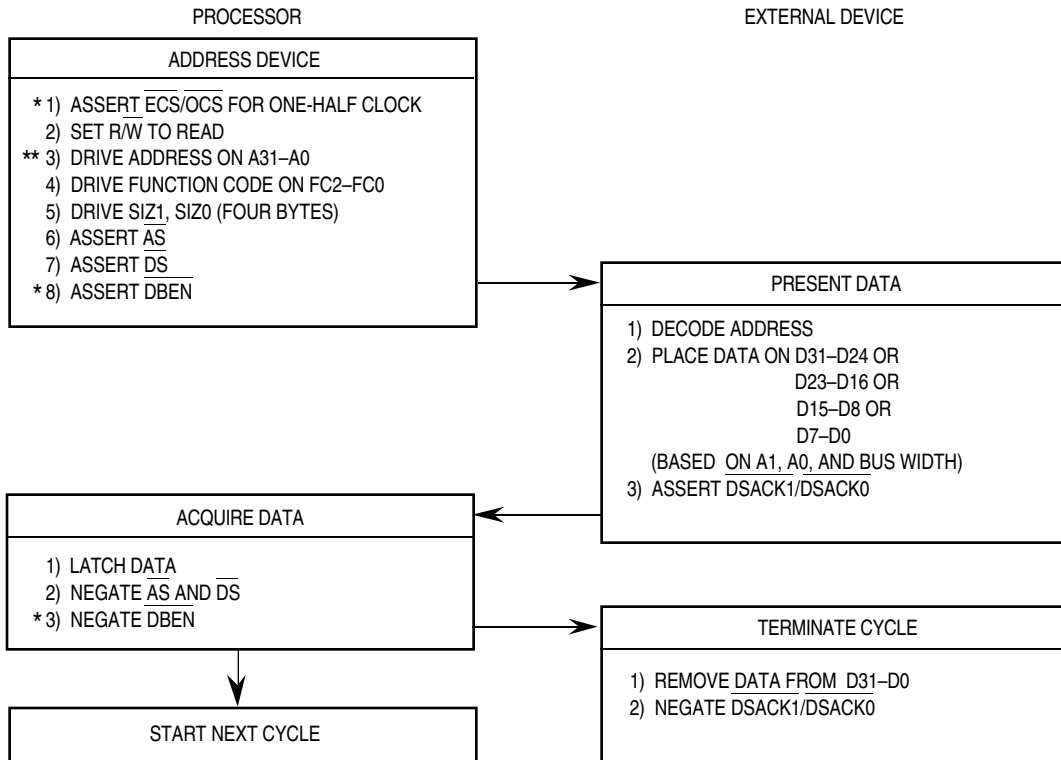 PROCESSOR
EXTERNAL DEVICE
ADDRESS DEVICE
* 1) ASSERT ECS/OCS FOR ONE-HALF CLOCK
2) SET R/W TO READ
** 3) DRIVE ADDRESS ON A31–A0
4) DRIVE FUNCTION CODE ON FC2–FC0
5) DRIVE SIZ1, SIZ0 (FOUR BYTES)
6) ASSERT AS
7) ASSERT DS
* 8) ASSERT DBEN
PRESENT DATA
1) DECODE ADDRESS
2) PLACE DATA ON D31–D24 OR
D23–D16 OR
D15–D8 OR
D7–D0
(BASED ON A1, A0, AND BUS WIDTH)
3) ASSERT DSACK1/DSACK0
ACQUIRE DATA
1) LATCH DATA
2) NEGATE AS AND DS
* 3) NEGATE DBEN
TERMINATE CYCLE
1) REMOVE DATA FROM D31–D0
2) NEGATE DSACK1/DSACK0
START NEXT CYCLE